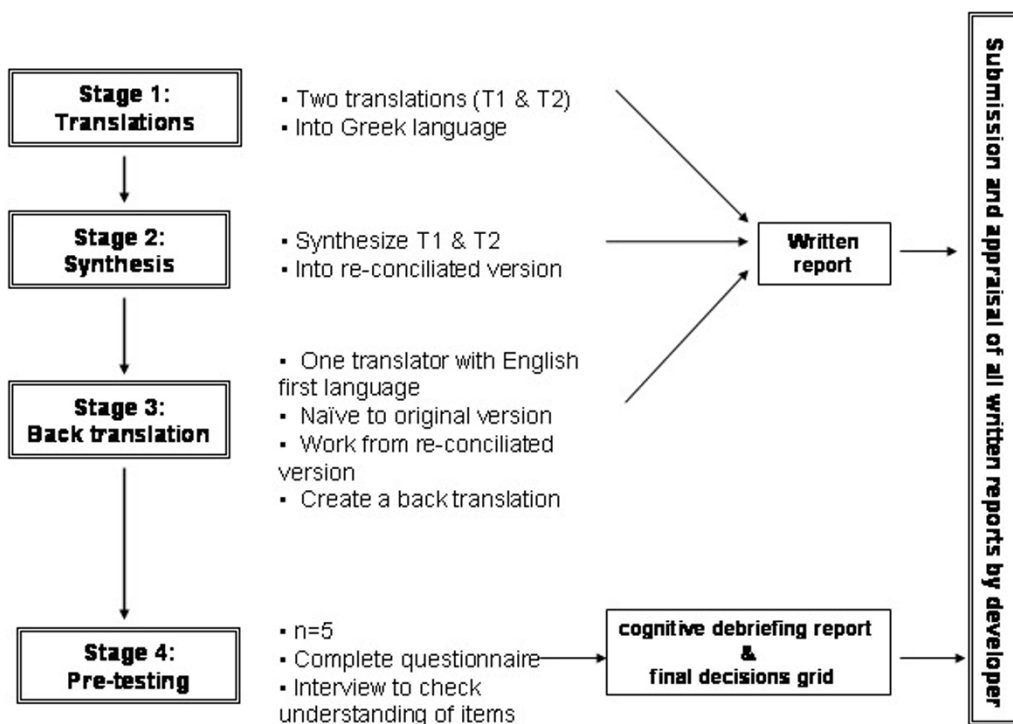 Stage 1:
Translations
▪ Two translations (T1 & T2)
▪ Into Greek language
Stage 2:
Synthesis
▪ Synthesize T1 & T2
▪ Into re-conciliated version
Written
report
Stage 3:
Back translation
▪ One translator with English
first language
▪ Naïve to original version
▪ Work from re-conciliated
version
▪ Create a back translation
Stage 4:
Pre-testing
▪ n=5
▪ Complete questionnaire
▪ Interview to check
understanding of items
cognitive debriefing report
&
final decisions grid
Submission and appraisal of all written reports by developer